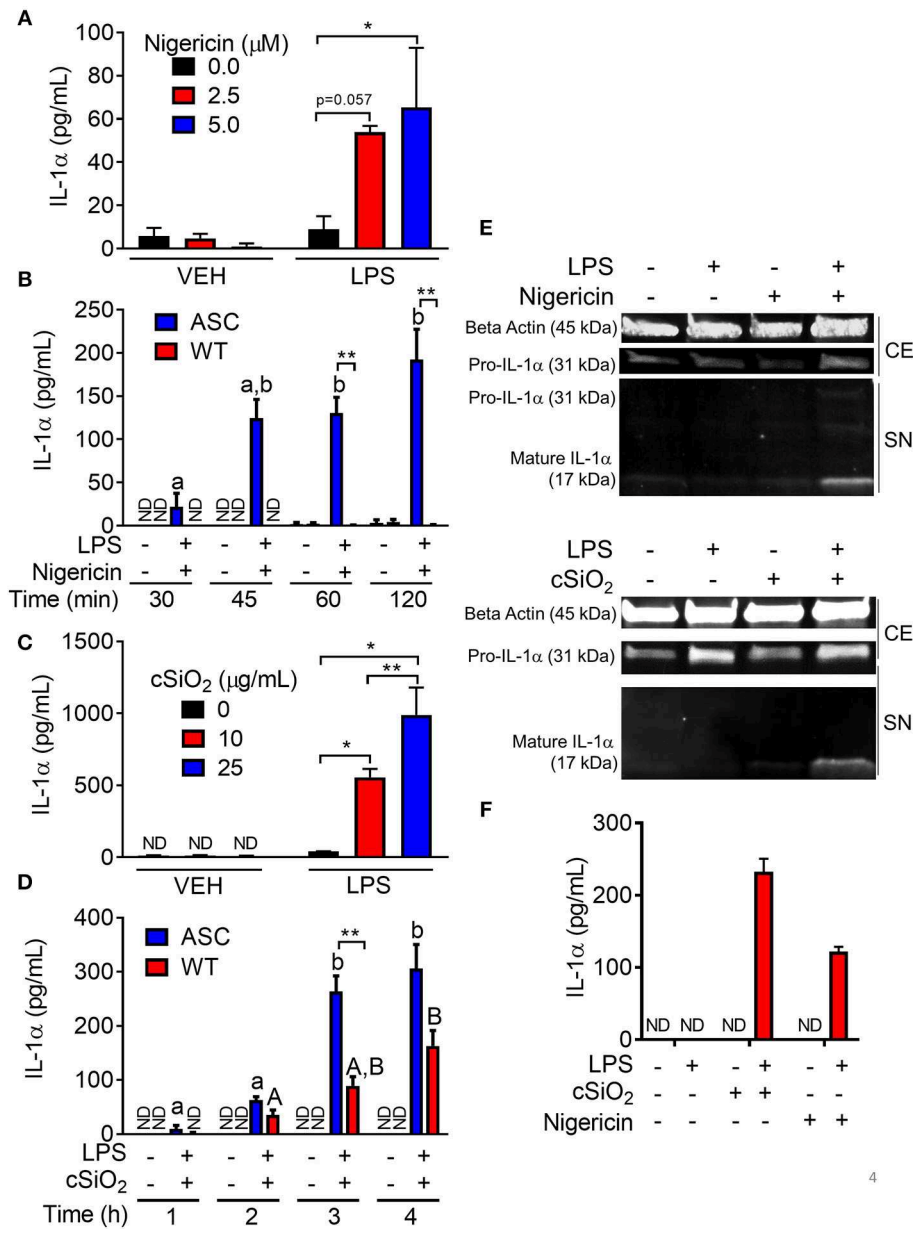 A
Nigericin (μM)
0.0
2.5
5.0
*
p=0.057
IL-1α (pg/mL)
100
80
60
40
20
0
VEH
LPS
B
ASC
WT
IL-1α (pg/mL)
250
200
150
100
50
0
ND
ND
a
ND
ND
ND
a,b
ND
b
**
b
**
LPS - + - + - + - +
Nigericin - + - + - + - +
Time (min) 30 45 60 120
C
cSiO2 (μg/mL)
0
10
25
*
**
*
IL-1α (pg/mL)
1500
1000
500
0
ND ND ND
VEH
LPS
D
ASC
WT
IL-1α (pg/mL)
400
300
200
100
0
ND
ND
a
ND
ND
ND
a
A
ND
ND
b
**
A,B
ND
ND
b
B
LPS - + - + - + - +
cSiO2 - + - + - + - +
Time (h) 1 2 3 4
E
LPS - + - +
Nigericin - - + +
Beta Actin (45 kDa)
Pro-IL-1α (31 kDa)
CE
Pro-IL-1α (31 kDa)
Mature IL-1α
(17 kDa)
SN
LPS - + - +
cSiO2 - - + +
Beta Actin (45 kDa)
Pro-IL-1α (31 kDa)
CE
Mature IL-1α
(17 kDa)
SN
F
IL-1α (pg/mL)
300
200
100
0
ND ND ND ND
LPS - + - + - +
cSiO2 - - + + - -
Nigericin - - - - + +
4